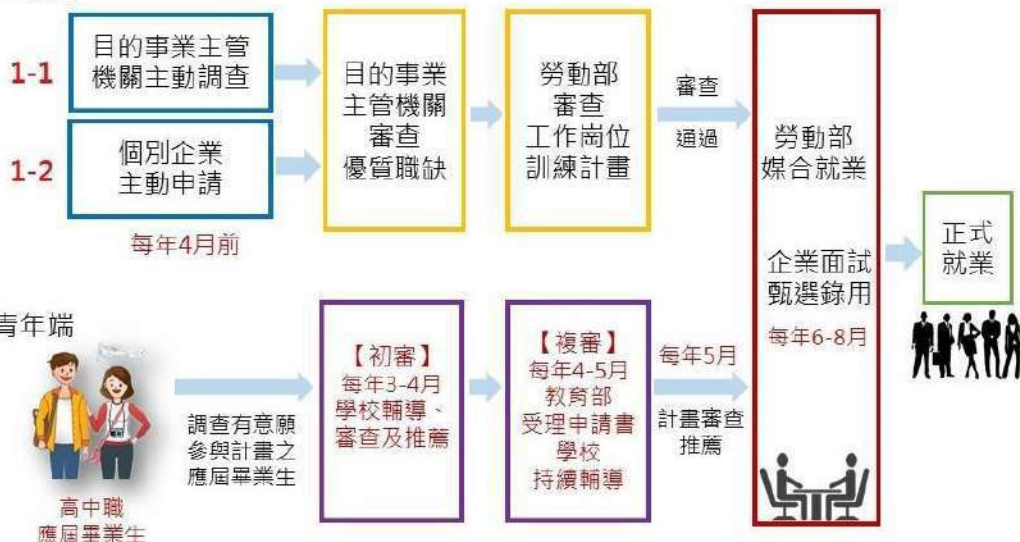 1-1
目的事業主管
機關主動調查
1-2
個別企業
主動申請
每年4月前
目的事業
主管機關
審查
優質職缺
勞動部
審查
工作崗位
訓練計畫
審查
通過
勞動部
媒合就業
企業面試
甄選錄用
每年6-8月
正式
就業
青年端
高中職
應屆畢業生
調查有意願
參與計畫之
應屆畢業生
【初審】
每年3-4月
學校輔導、
審查及推薦
【複審】
每年4-5月
教育部
受理申請書
學校
持續輔導
每年5月
計畫審查
推薦